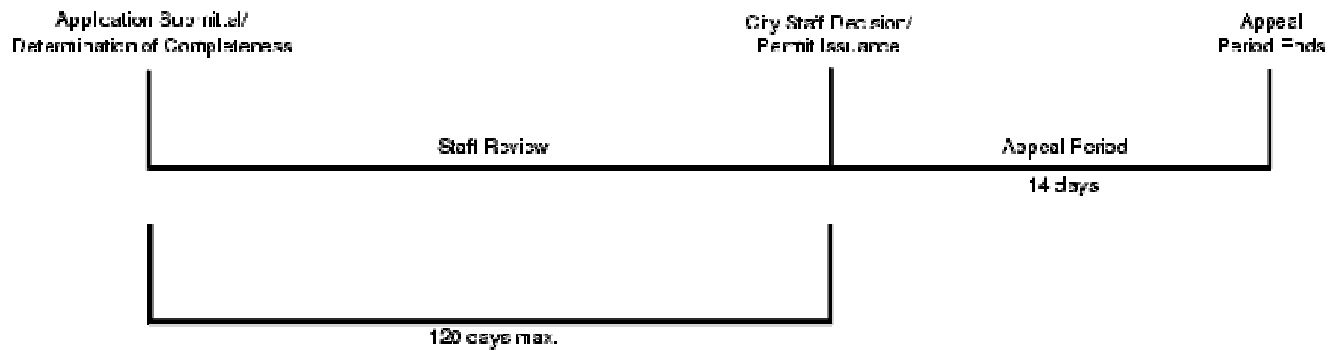 Application Submittal/
Determination of Completeness
City Staff Decision/
Permit Issuance
Appeal
Period Ends
Staff Review
Appeal Period
14 days
120 days max.